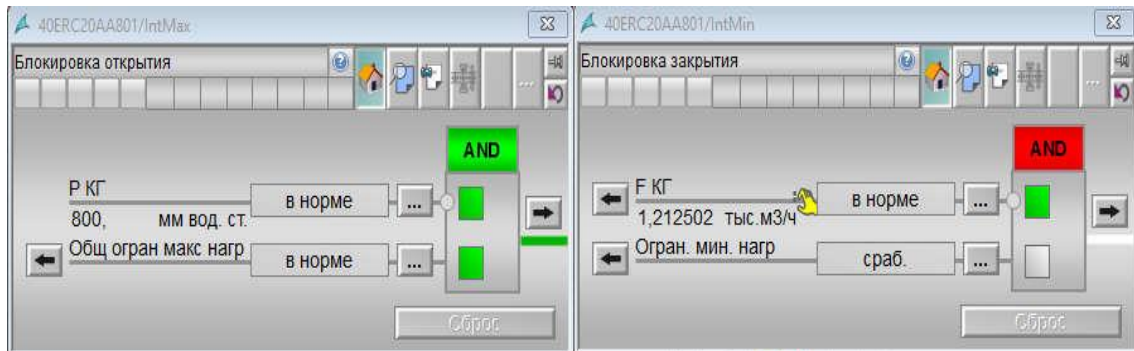 40ERC20AA801/IntMax
Блокировка открытия
...
AND
Р КГ
в норме
...
800, мм вод. ст.
Общ огран макс нагр
в норме
...
Сброс
40ERC20AA801/IntMin
Блокировка закрытия
...
AND
F КГ
в норме
...
1,212502 тыс.м3/ч
Огран. мин. нагр
сраб.
...
Сброс